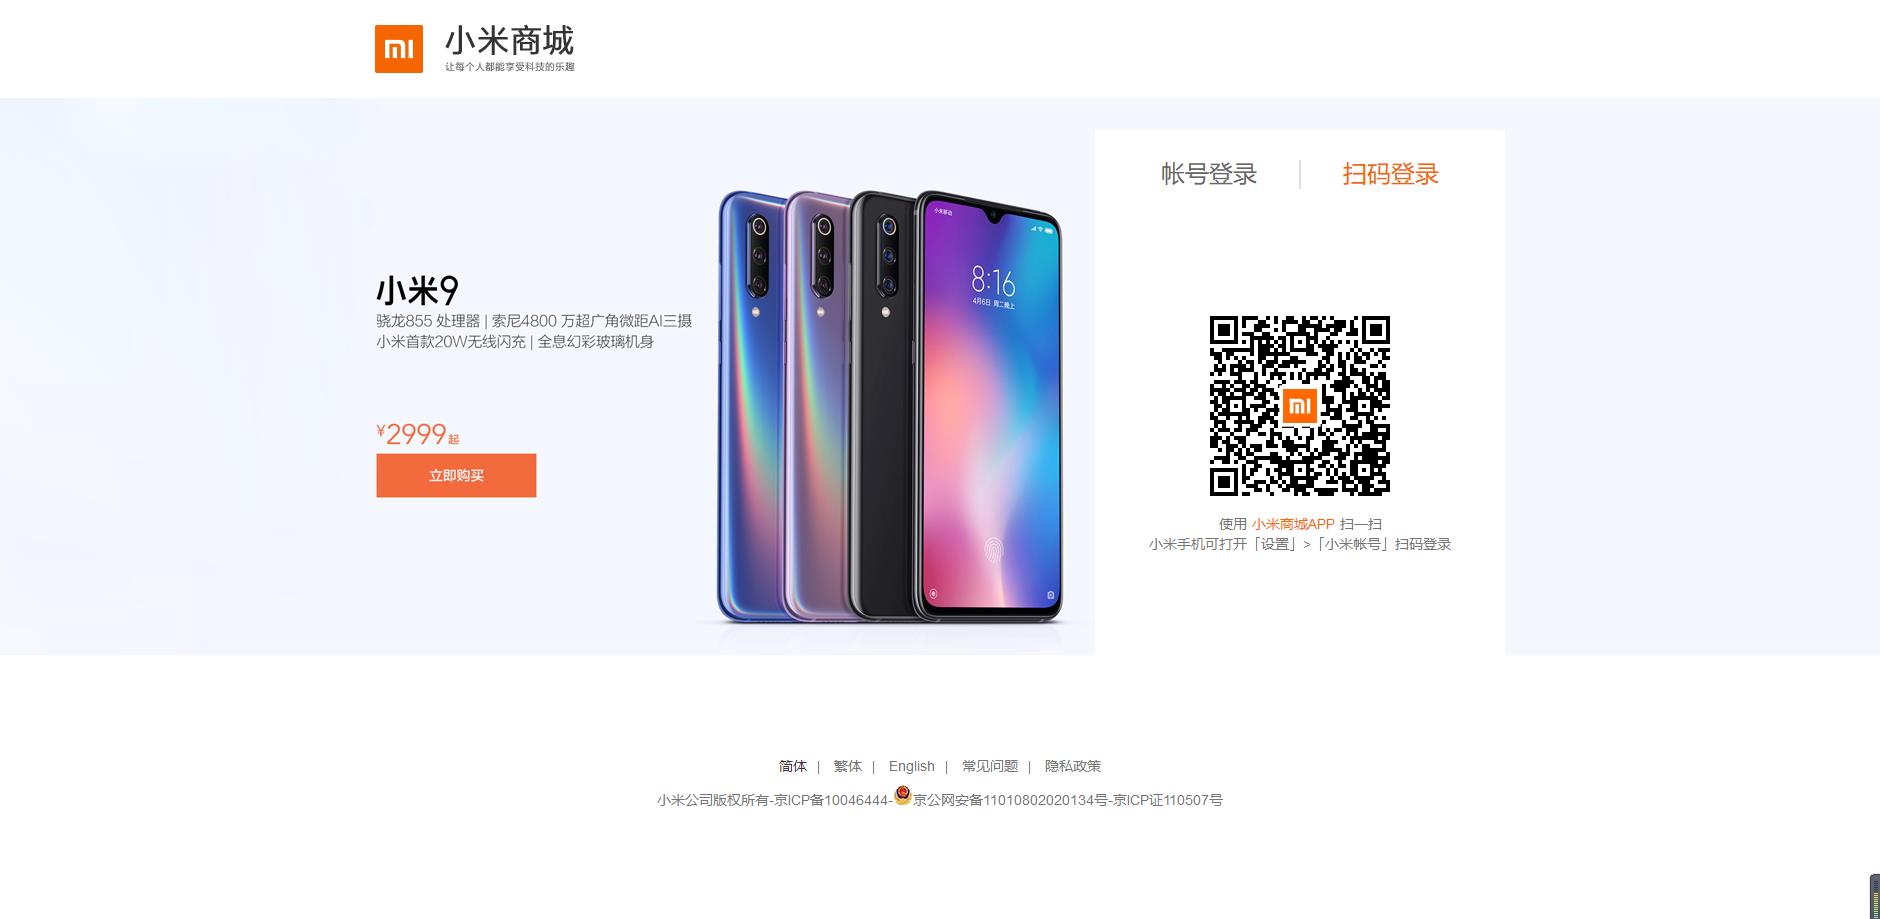 小米商城
让每个人都能享受科技的乐趣
帐号登录
扫码登录
小米9
骁龙855 处理器 | 索尼4800 万超广角微距AI三摄
小米首款20W无线闪充 | 全息幻彩玻璃机身
¥2999起
立即购买
小米移动
8:16
4月6日 周二晚上
使用 小米商城APP 扫一扫
小米手机可打开「设置」>「小米帐号」扫码登录
简体 | 繁体 | English | 常见问题 | 隐私政策
小米公司版权所有-京ICP备10046444-京公网安备11010802020134号-京ICP证110507号